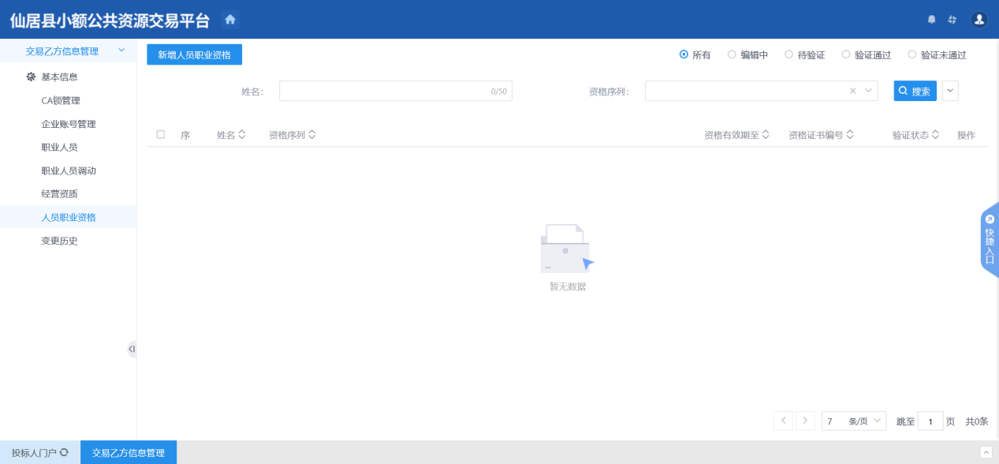 仙居县小额公共资源交易平台
交易乙方信息管理
基本信息
CA锁管理
企业账号管理
职业人员
职业人员调动
经营资质
人员职业资格
变更历史
新增人员职业资格
所有 编辑中 待验证 验证通过 验证未通过
姓名： 0/50 资格序列： 搜索
序 姓名 资格序列 资格有效期至 资格证书编号 验证状态 操作
暂无数据
快捷入口
7 条/页 跳至 1 页 共0条
投标人门户 交易乙方信息管理